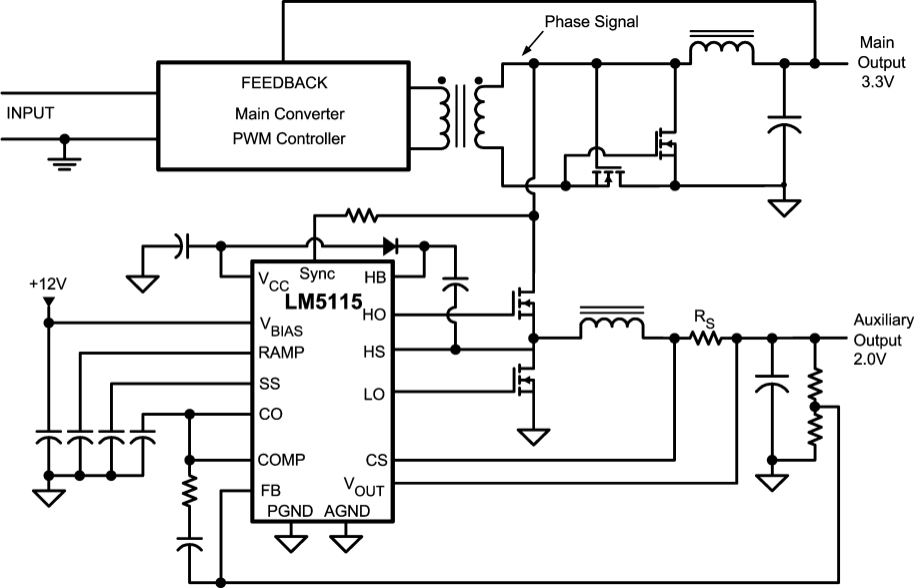 Phase Signal
Main
Output
3.3V
FEEDBACK
Main Converter
PWM Controller
INPUT
+12V
VCC
Sync
HB
LM5115
HO
VBIAS
RAMP
HS
SS
LO
CO
COMP
CS
FB
VOUT
PGND
AGND
RS
Auxiliary
Output
2.0V